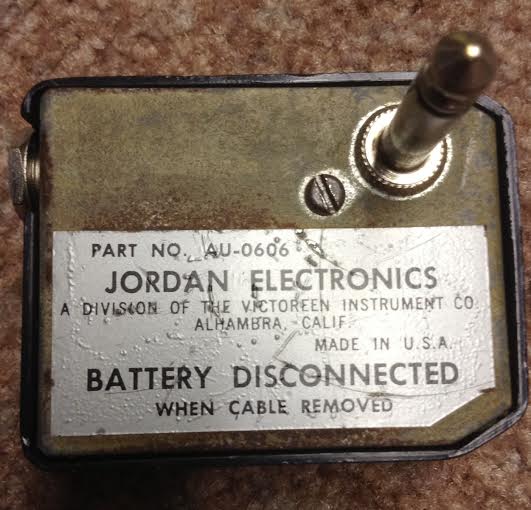 PART NO. AU-0606
JORDAN ELECTRONICS
A DIVISION OF THE VICTOREEN INSTRUMENT CO.
ALHAMBRA, CALIF.
MADE IN U.S.A.
BATTERY DISCONNECTED
WHEN CABLE REMOVED